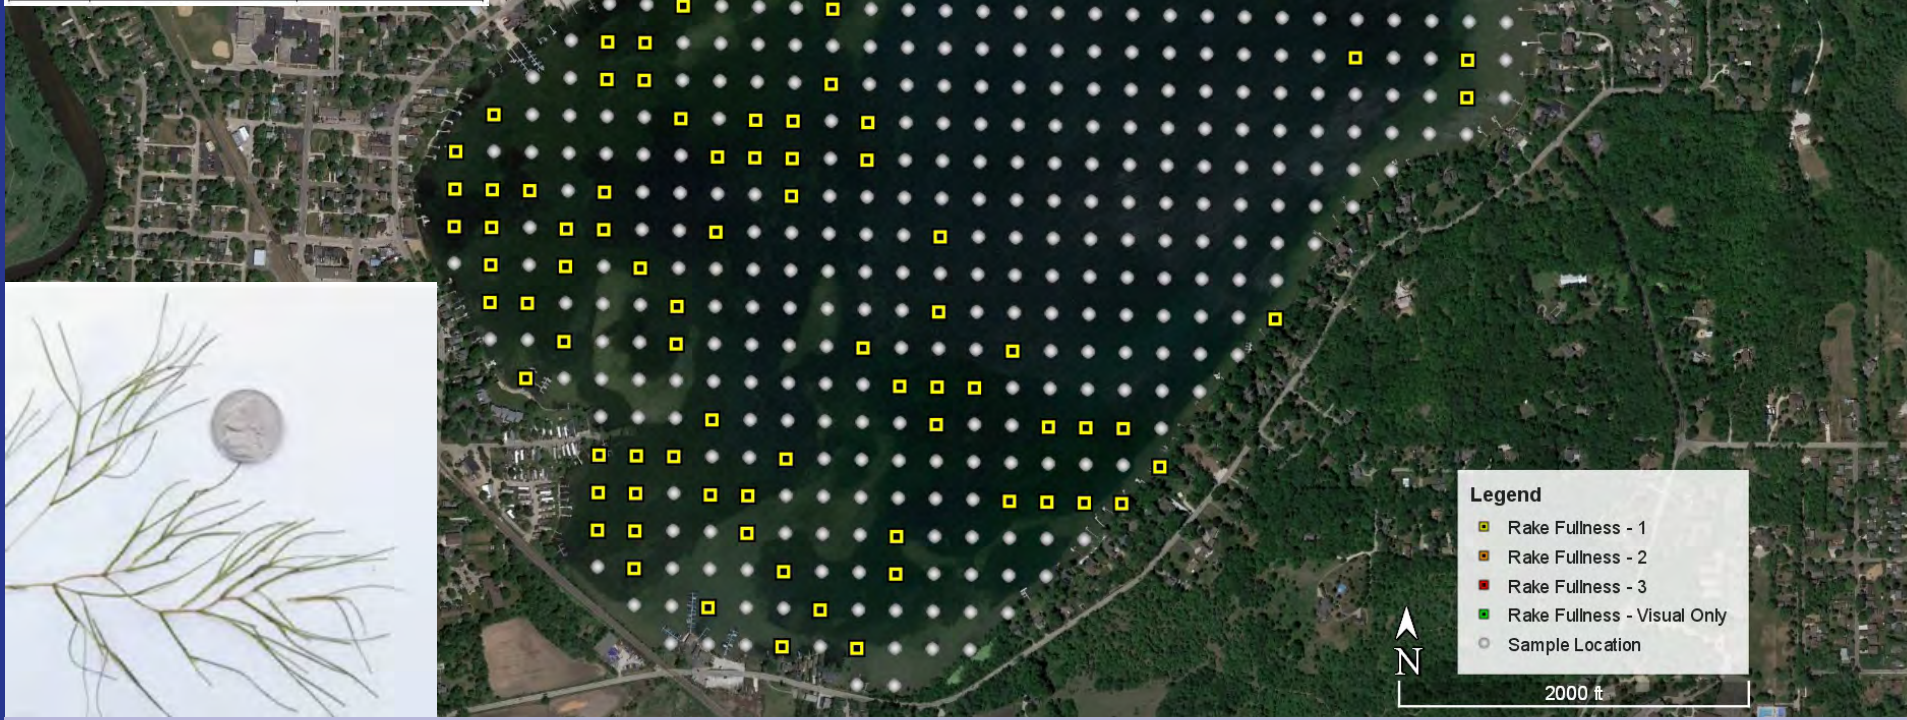 Legend
Rake Fullness - 1
Rake Fullness - 2
Rake Fullness - 3
Rake Fullness - Visual Only
Sample Location
N
2000 ft